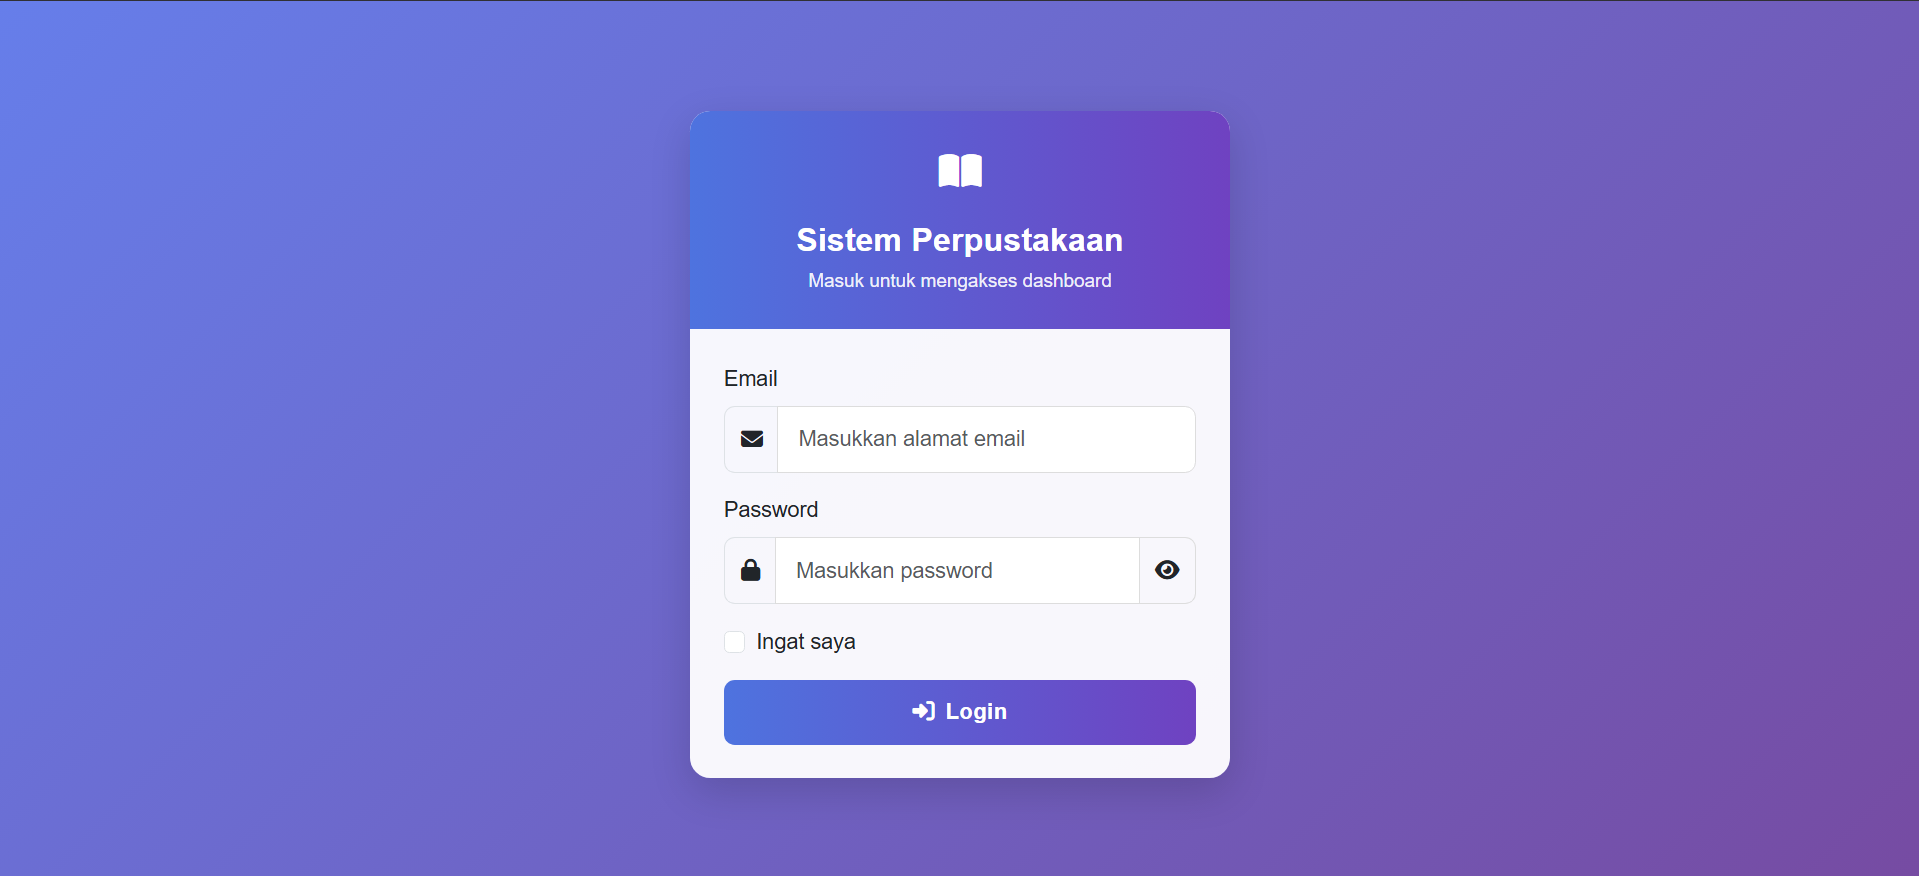 Sistem Perpustakaan
Masuk untuk mengakses dashboard
Email
Masukkan alamat email
Password
Masukkan password
Ingat saya
Login